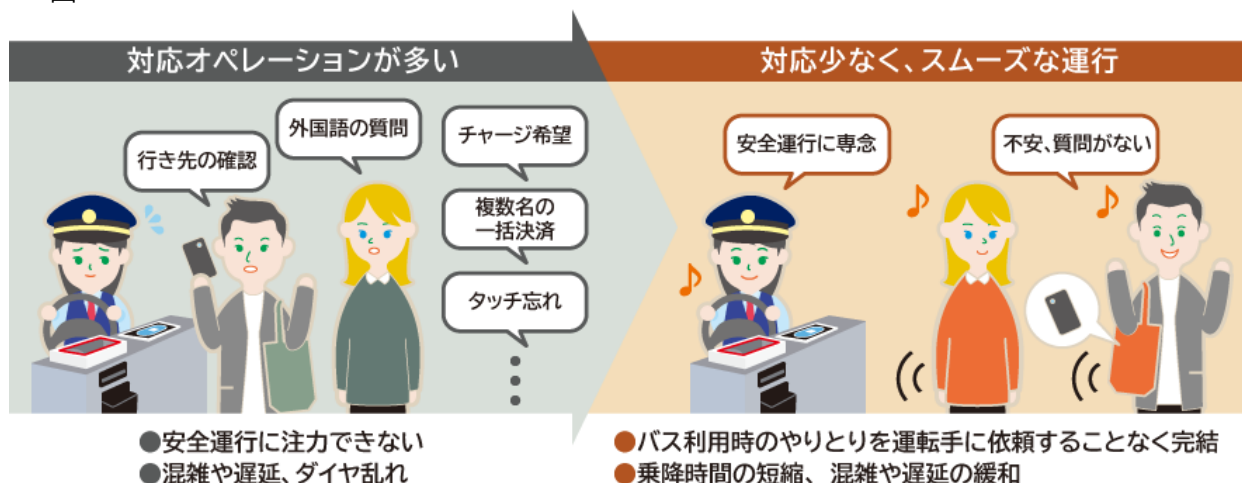 対応オペレーションが多い
対応少なく、スムーズな運行
行き先の確認
外国語の質問
チャージ希望
複数名の
一括決済
タッチ忘れ
安全運行に専念
不安、質問がない
●安全運行に注力できない
●混雑や遅延、ダイヤ乱れ
●バス利用時のやりとりを運転手に依頼することなく完結
●乗降時間の短縮、混雑や遅延の緩和